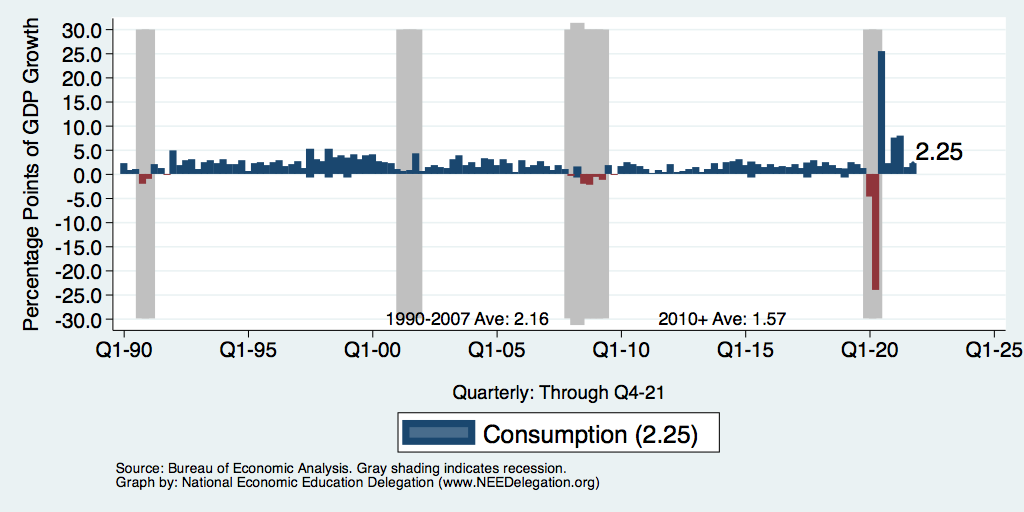 Percentage Points of GDP Growth
30.0
25.0
20.0
15.0
10.0
5.0
0.0
-5.0
-10.0
-15.0
-20.0
-25.0
-30.0
2.25
1990-2007 Ave: 2.16
2010+ Ave: 1.57
Q1-90
Q1-95
Q1-00
Q1-05
Q1-10
Q1-15
Q1-20
Q1-25
Quarterly: Through Q4-21
Consumption (2.25)
Source: Bureau of Economic Analysis. Gray shading indicates recession.
Graph by: National Economic Education Delegation (www.NEEDelegation.org)